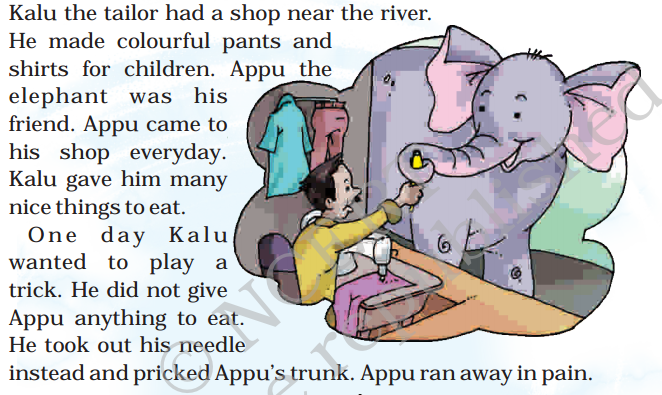 Kalu the tailor had a shop near the river.
He made colourful pants and
shirts for children. Appu the
elephant was his
friend. Appu came to
his shop everyday.
Kalu gave him many
nice things to eat.
One day Kalu
wanted to play a
trick. He did not give
Appu anything to eat.
He took out his needle
instead and pricked Appu's trunk. Appu ran away in pain.